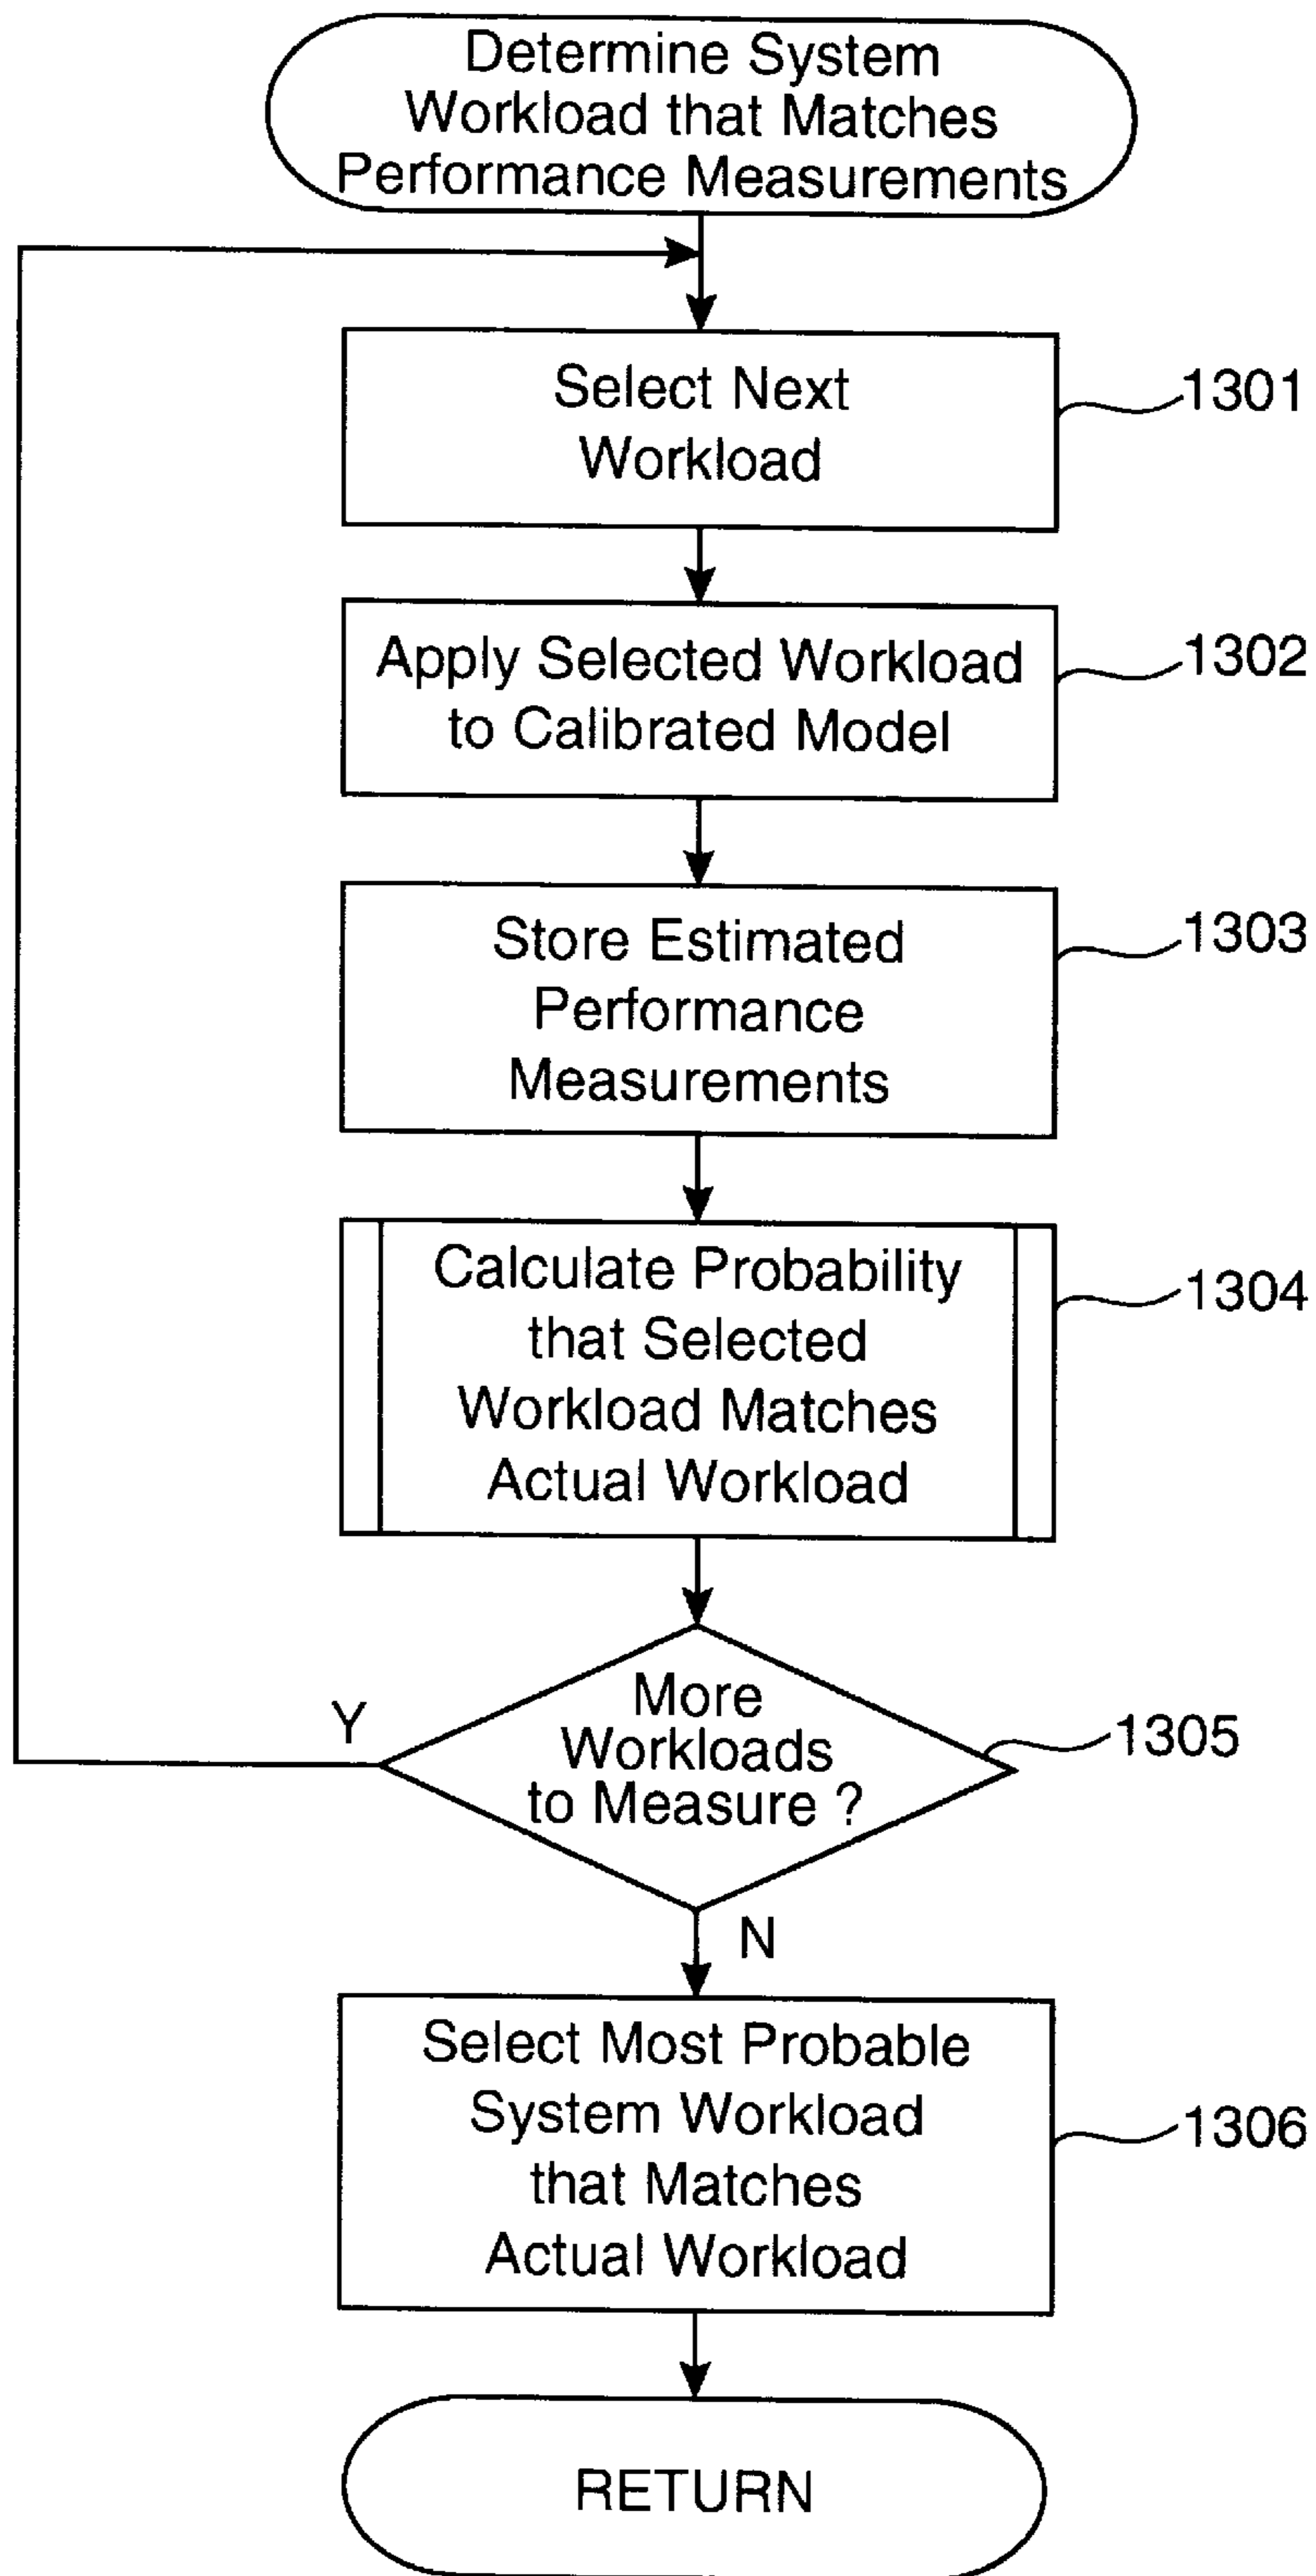 Determine System
Workload that Matches
Performance Measurements
Select Next
Workload
1301
Apply Selected Workload
to Calibrated Model
1302
Store Estimated
Performance
Measurements
1303
Calculate Probability
that Selected
Workload Matches
Actual Workload
1304
More
Workloads
to Measure ?
1305
Y
N
Select Most Probable
System Workload
that Matches
Actual Workload
1306
RETURN